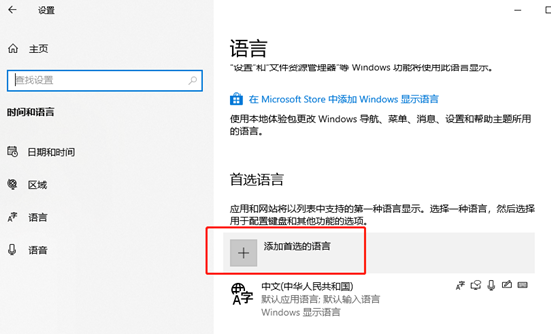 设置
主页
查找设置
时间和语言
日期和时间
区域
语言
语音
语言
"设置"和"文件资源管理器"等 Windows 功能将使用此语言显示。
在 Microsoft Store 中添加 Windows 显示语言
使用本地体验包更改 Windows 导航、菜单、消息、设置和帮助主题所用
的语言。
首选语言
应用和网站将以列表中支持的第一种语言显示。选择一种语言，然后选择
用于配置键盘和其他功能的选项。
添加首选的语言
中文(中华人民共和国)
默认应用语言; 默认输入语言
Windows 显示语言